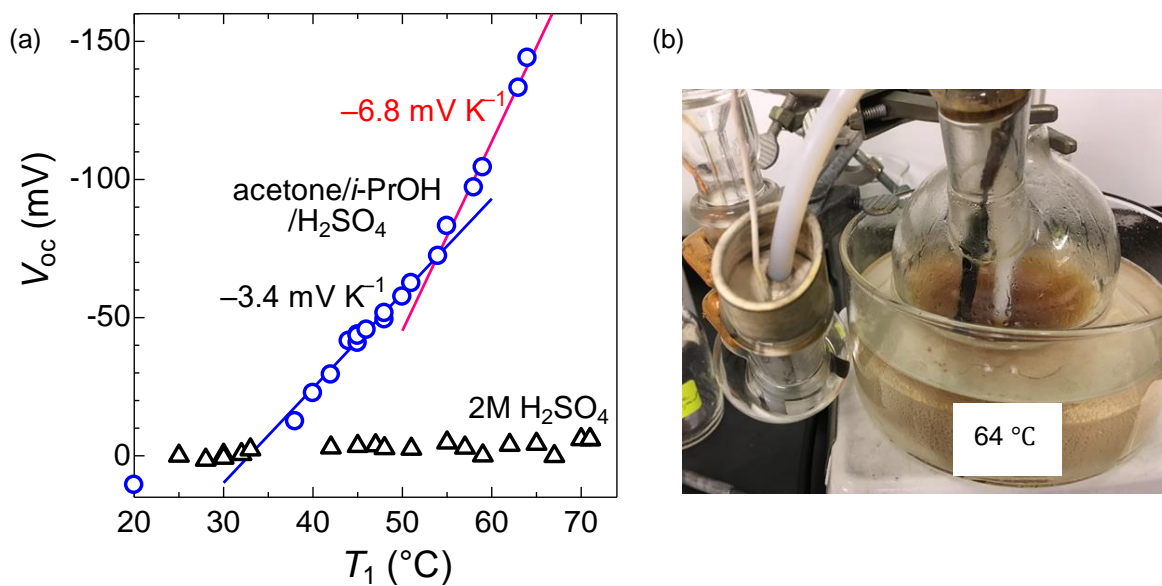 (a)
-150
-100
-50
0
V_oc (mV)
–6.8 mV K⁻¹
acetone/i-PrOH
/H₂SO₄
–3.4 mV K⁻¹
2M H₂SO₄
20 30 40 50 60 70
T₁ (°C)
(b)
64 °C